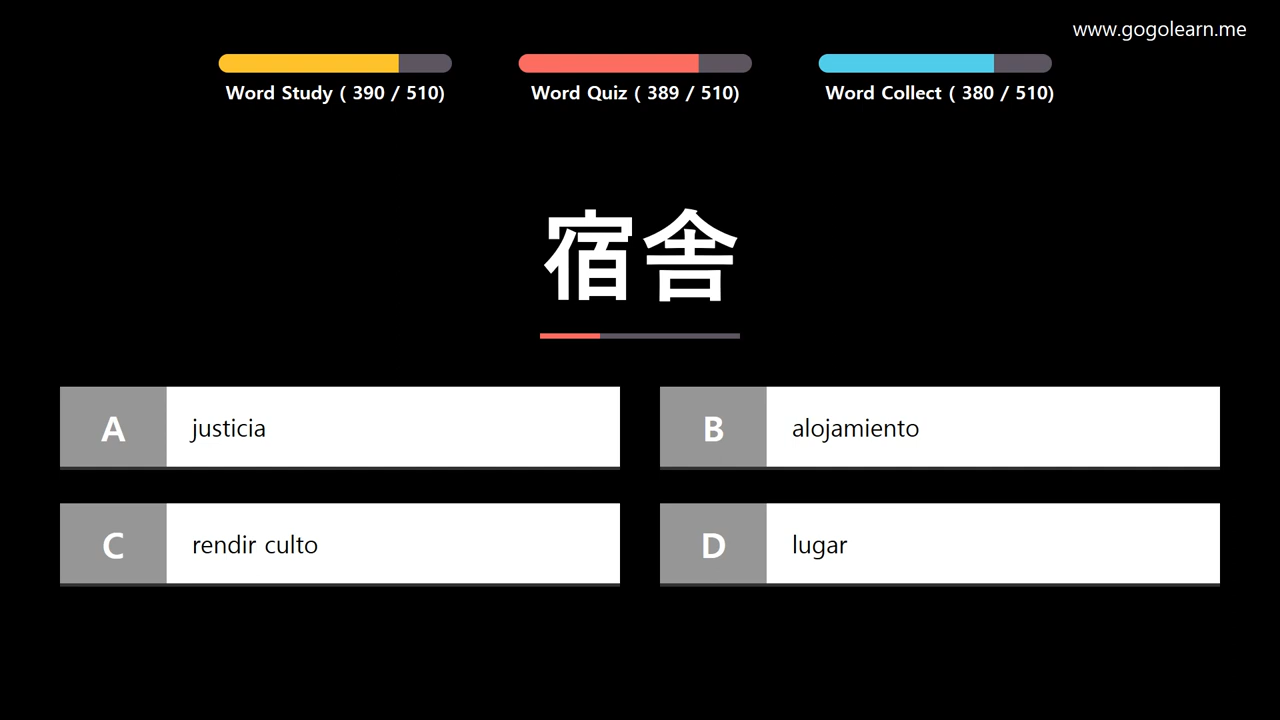 www.gogolearn.me
Word Study ( 390 / 510)
Word Quiz ( 389 / 510)
Word Collect ( 380 / 510)
宿舎
A justicia
B alojamiento
C rendir culto
D lugar